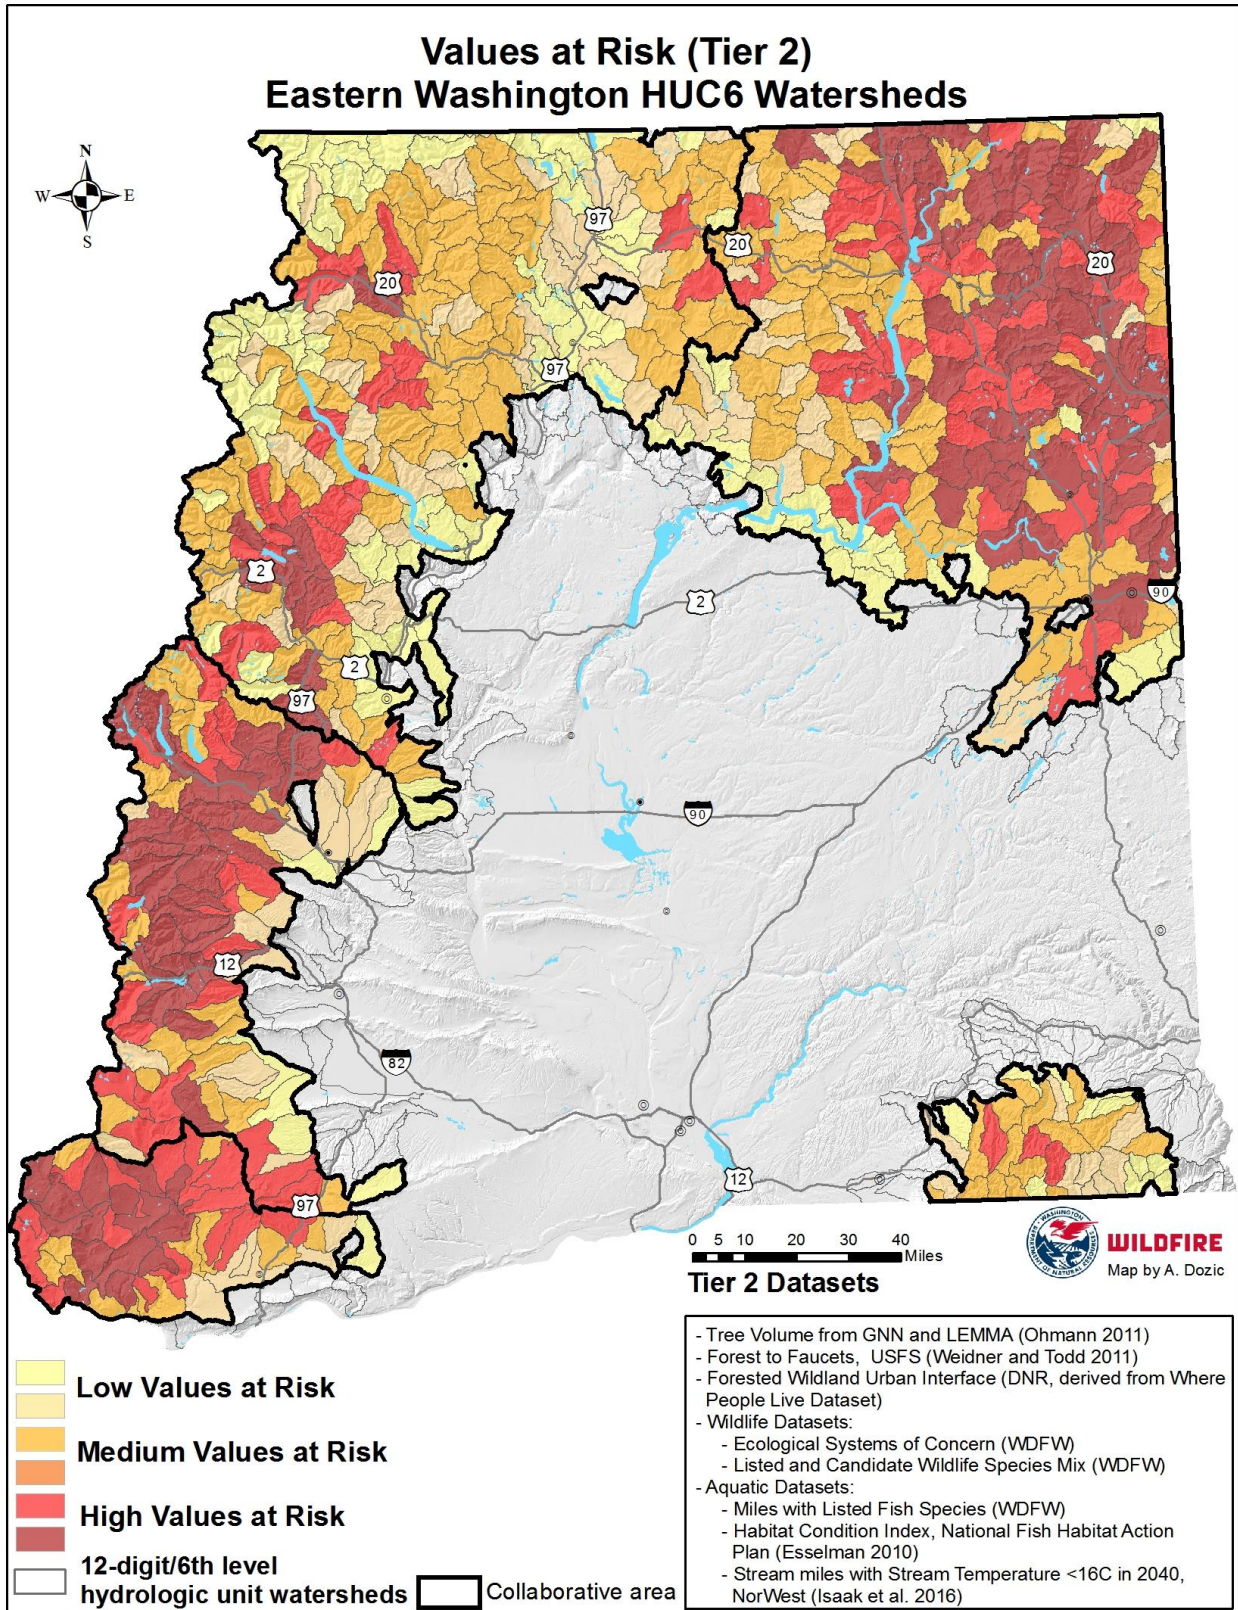 Values at Risk (Tier 2)
Eastern Washington HUC6 Watersheds
N
W E
S
97
20
20
20
97
2
2
90
2
97
90
12
82
12
97
0 5 10 20 30 40 Miles
Tier 2 Datasets
WASHINGTON
DEPARTMENT OF NATURAL RESOURCES
WILDFIRE
Map by A. Dozic
- Tree Volume from GNN and LEMMA (Ohmann 2011)
- Forest to Faucets, USFS (Weidner and Todd 2011)
- Forested Wildland Urban Interface (DNR, derived from Where
People Live Dataset)
- Wildlife Datasets:
- Ecological Systems of Concern (WDFW)
- Listed and Candidate Wildlife Species Mix (WDFW)
- Aquatic Datasets:
- Miles with Listed Fish Species (WDFW)
- Habitat Condition Index, National Fish Habitat Action
Plan (Esselman 2010)
- Stream miles with Stream Temperature <16C in 2040,
NorWest (Isaak et al. 2016)
Low Values at Risk
Medium Values at Risk
High Values at Risk
12-digit/6th level
hydrologic unit watersheds
Collaborative area